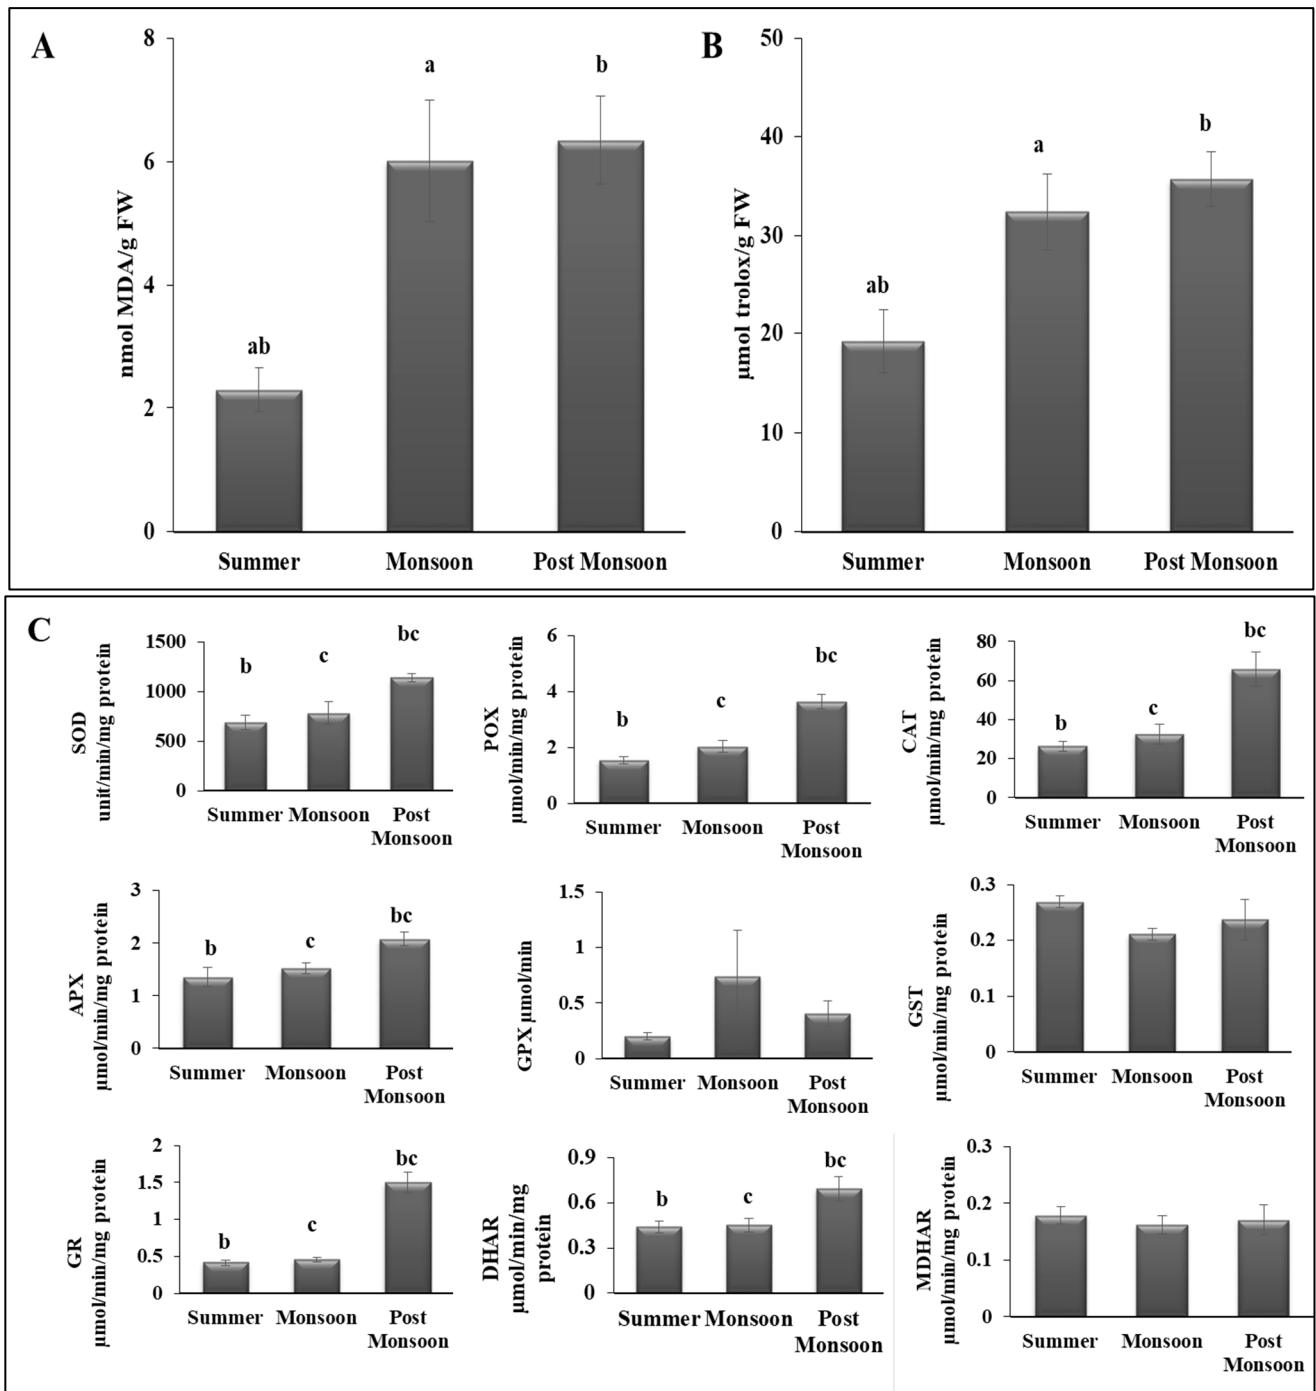 A
8
6
4
2
0
nmol MDA/g FW
ab
a
b
Summer
Monsoon
Post Monsoon
B
50
40
30
20
10
0
µmol trolox/g FW
ab
a
b
Summer
Monsoon
Post Monsoon
C
SOD
unit/min/mg protein
1500
1000
500
0
b
c
bc
Summer
Monsoon
Post
Monsoon
POX
µmol/min/mg protein
6
4
2
0
b
c
bc
Summer
Monsoon
Post
Monsoon
CAT
µmol/min/mg protein
80
60
40
20
0
b
c
bc
Summer
Monsoon
Post
Monsoon
APX
µmol/min/mg protein
3
2
1
0
b
c
bc
Summer
Monsoon
Post
Monsoon
GPX µmol/min
1.5
1
0.5
0
Summer
Monsoon
Post
Monsoon
GST
µmol/min/mg protein
0.3
0.2
0.1
0
Summer
Monsoon
Post
Monsoon
GR
µmol/min/mg protein
2
1.5
1
0.5
0
b
c
bc
Summer
Monsoon
Post
Monsoon
DHAR
µmol/min/mg
protein
0.9
0.6
0.3
0
b
c
bc
Summer
Monsoon
Post
Monsoon
MDHAR
µmol/min/mg protein
0.3
0.2
0.1
0
Summer
Monsoon
Post
Monsoon